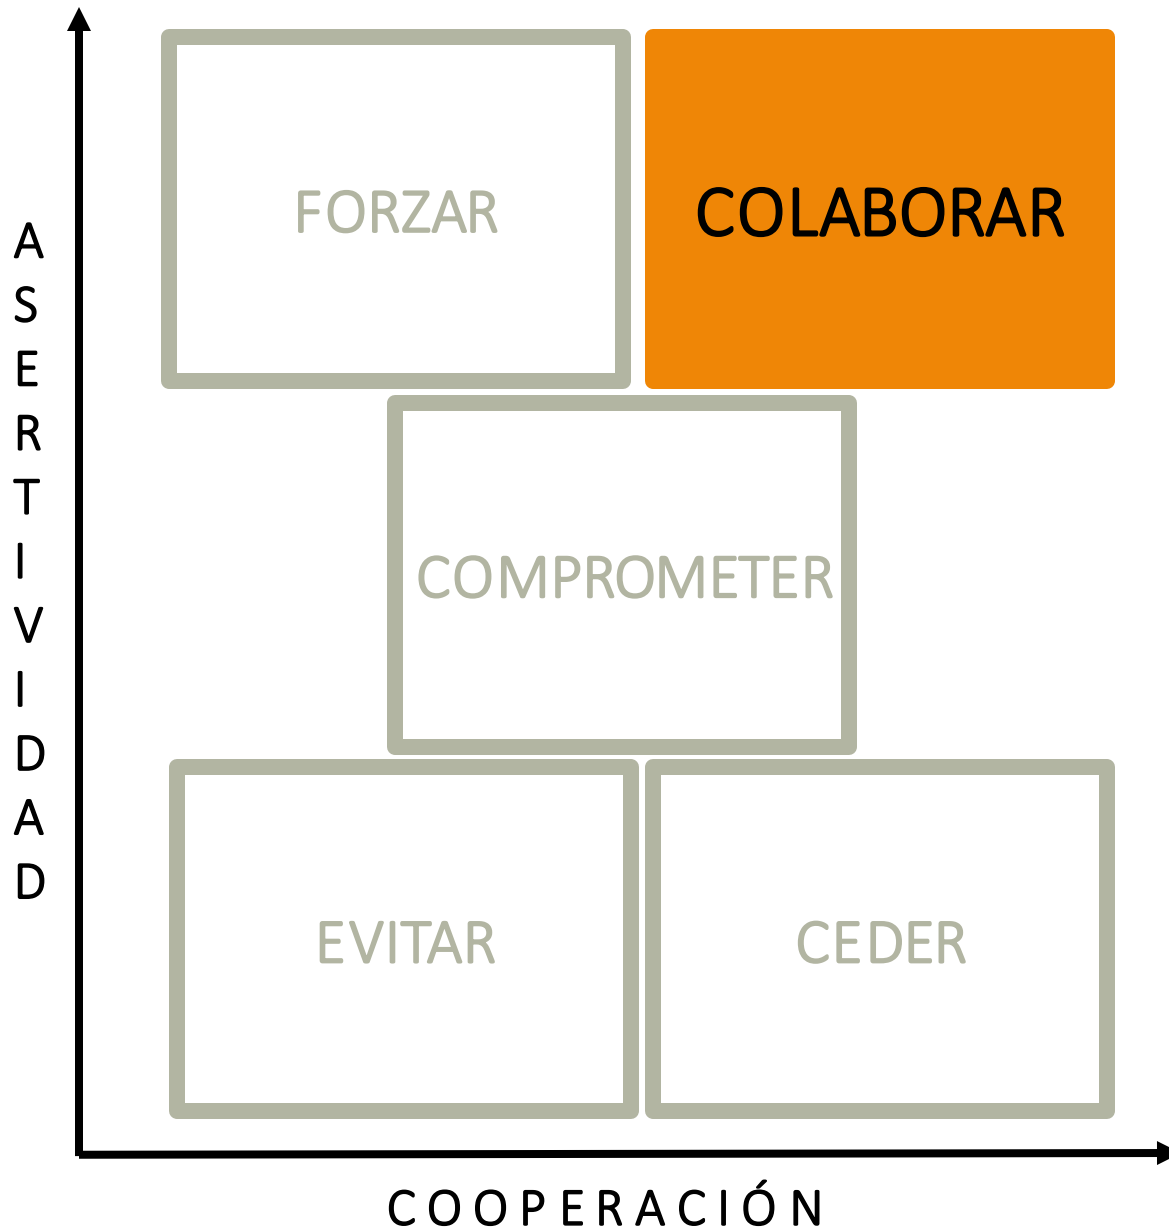 FORZAR
COLABORAR
ASERTIVIDAD
COMPROMETER
EVITAR
CEDER
COOPERACIÓN